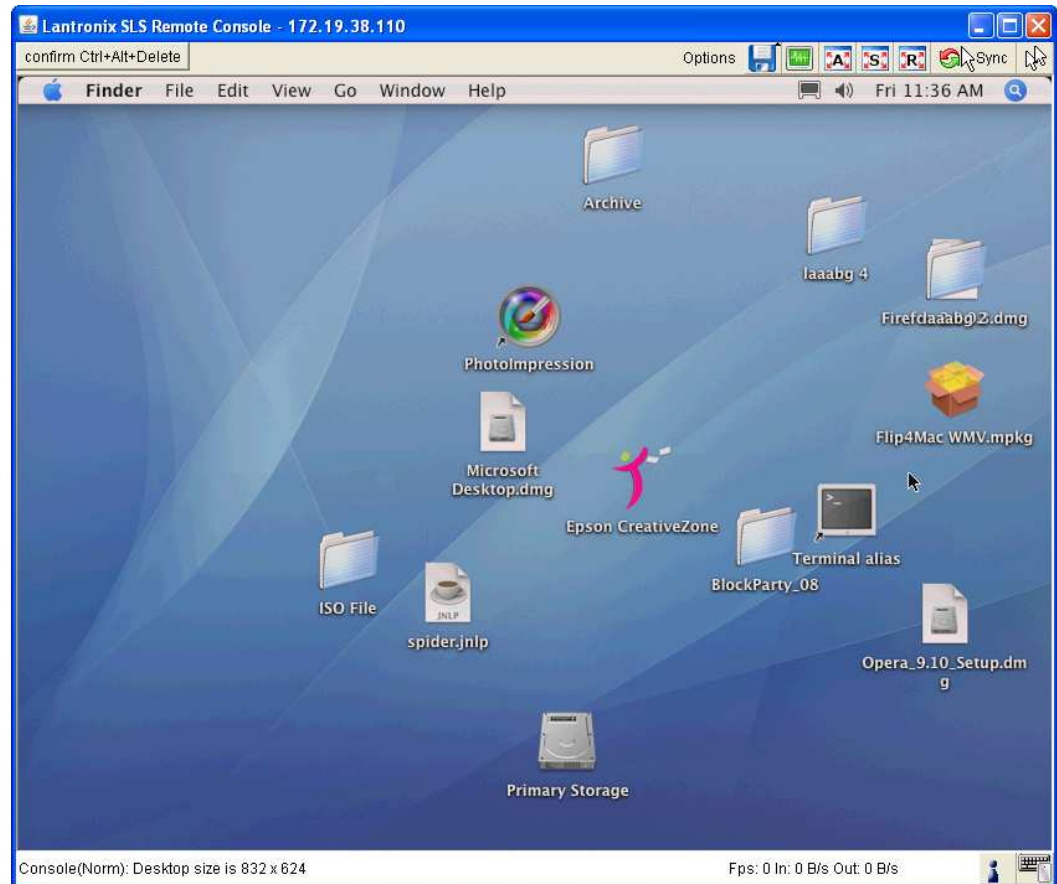 Lantronix SLS Remote Console - 172.19.38.110
confirm Ctrl+Alt+Delete
Options
A
S
R
Sync
Finder File Edit View Go Window Help
Fri 11:36 AM
Archive
laaabg 4
PhotoImpression
Flip4Mac WMV.mpkg
Microsoft
Desktop.dmg
Epson CreativeZone
>_
Terminal alias
BlockParty_08
ISO File
JNLP
spider.jnlp
Opera_9.10_Setup.dm
g
Primary Storage
Console(Norm): Desktop size is 832 x 624
Fps: 0 In: 0 B/s Out: 0 B/s